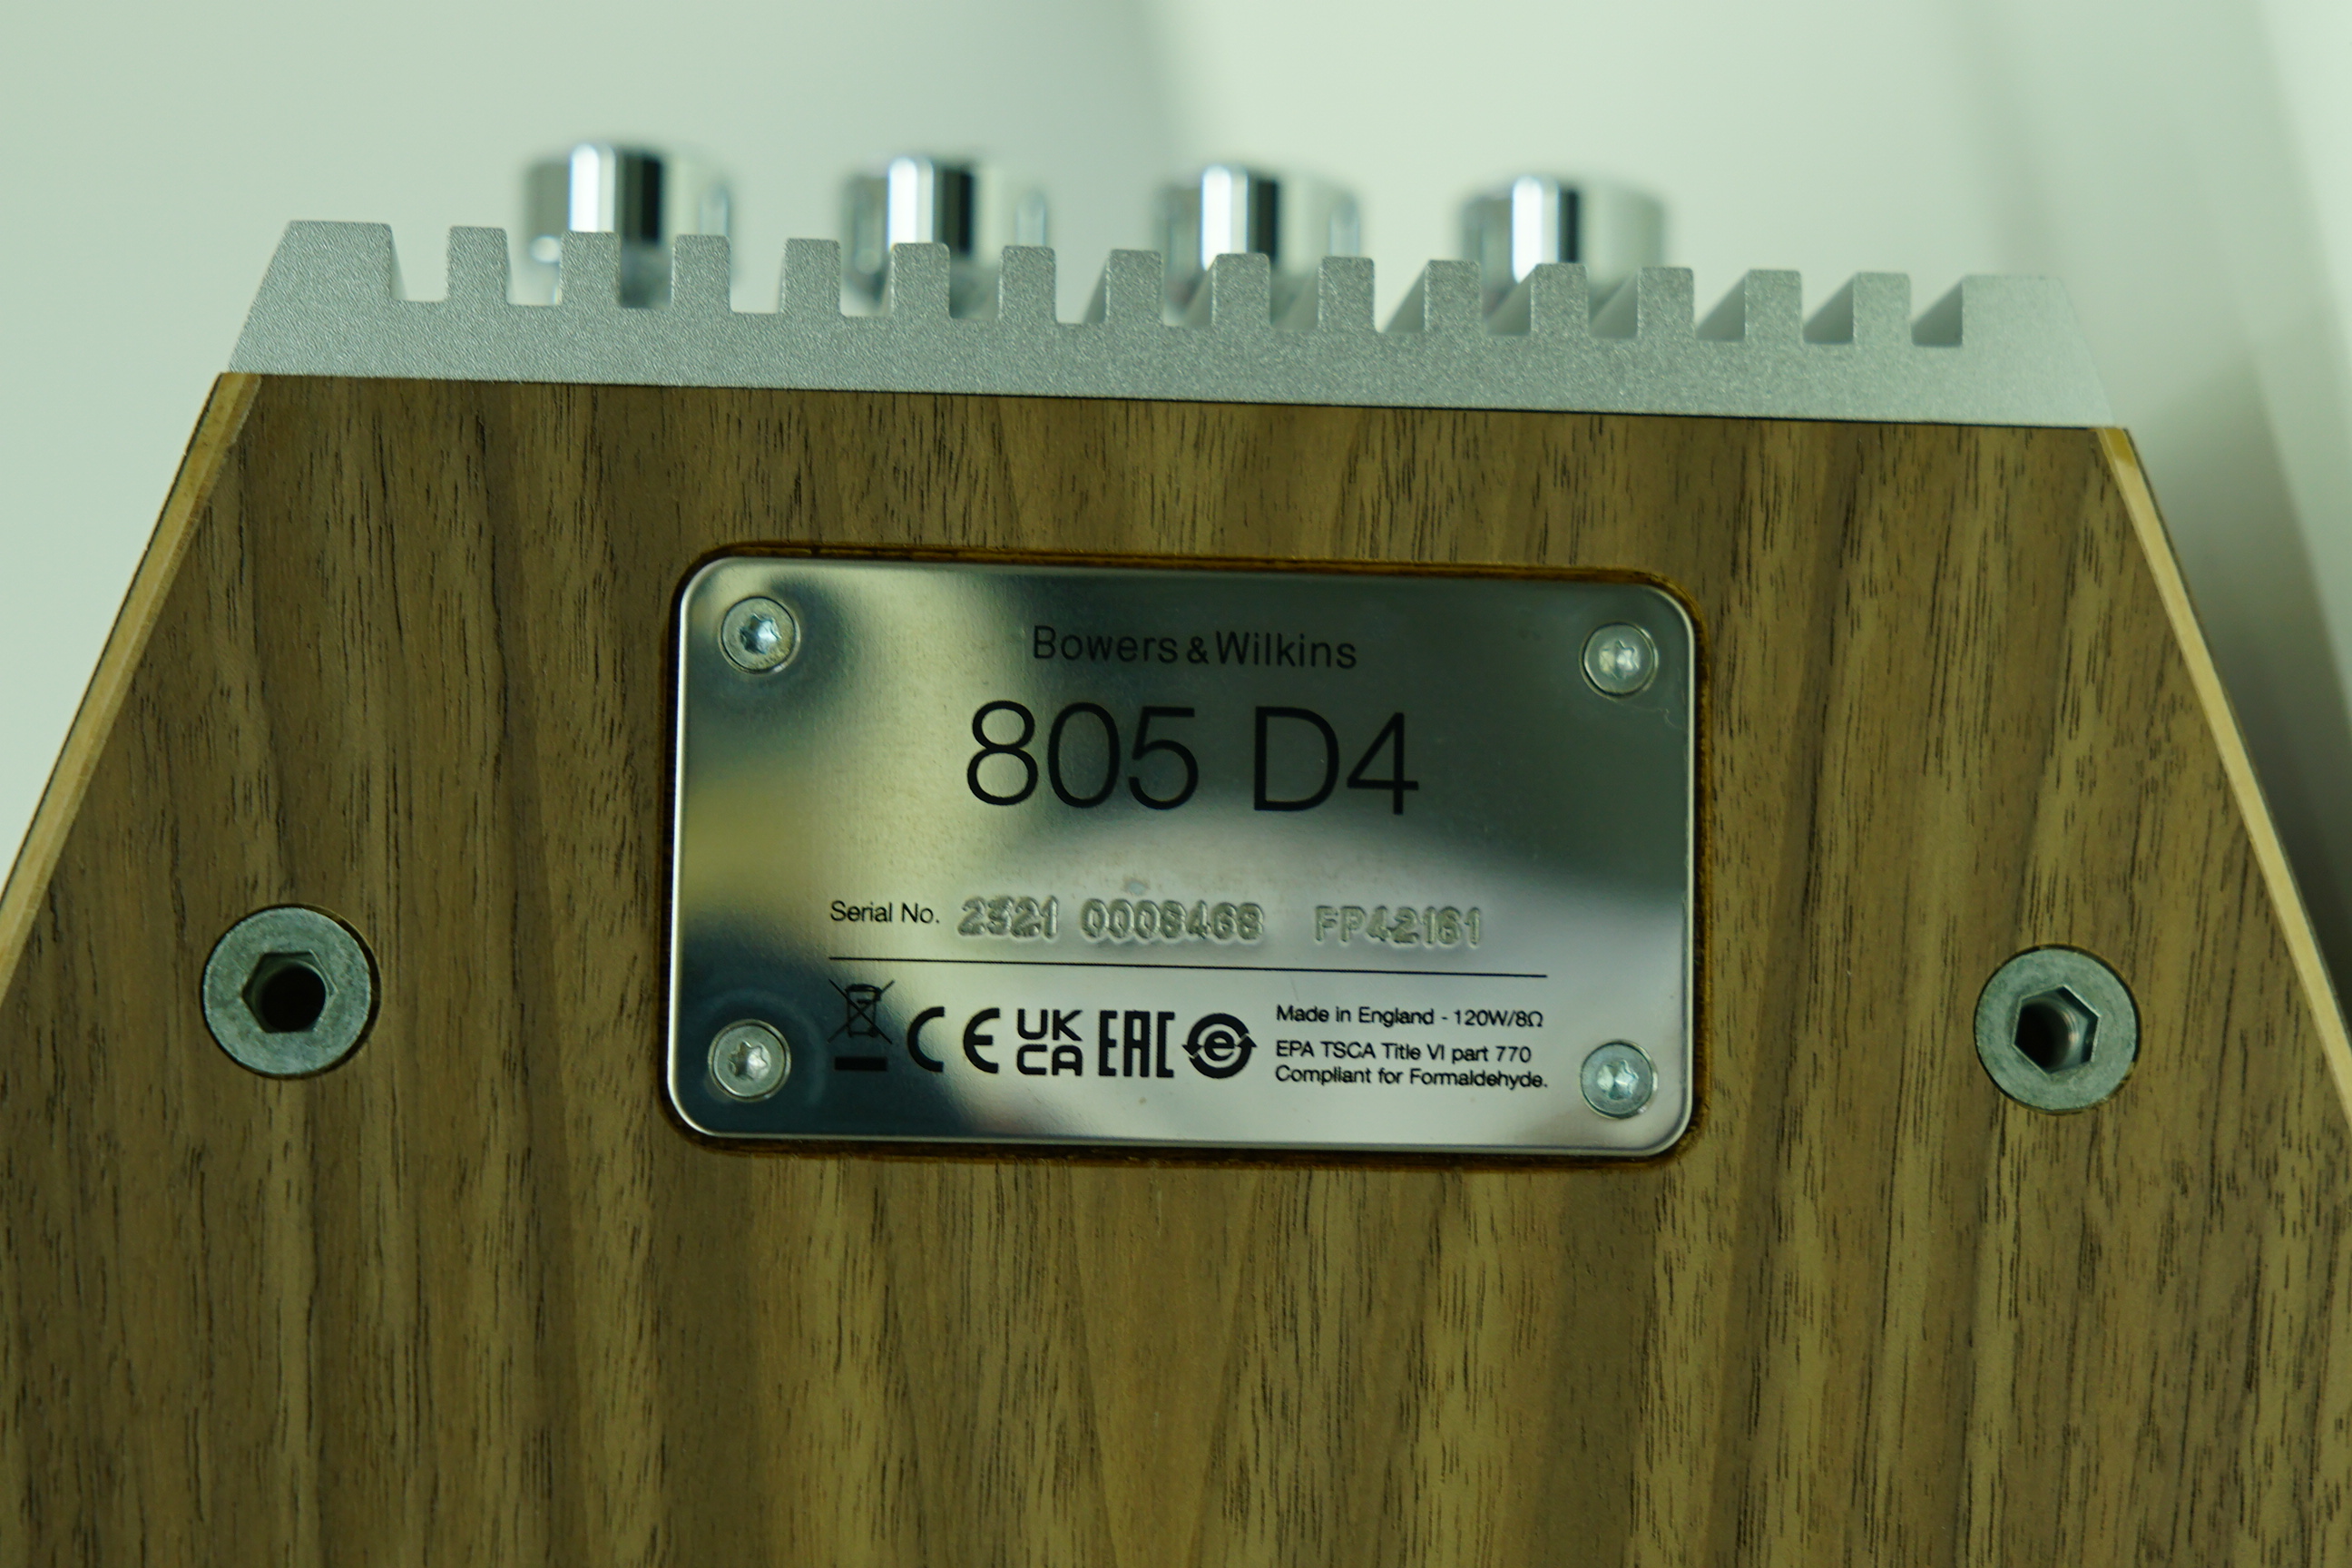 Bowers & Wilkins
805 D4
Serial No. 2321 0008468 FP42161
CE UK CA EAC e
Made in England - 120W/8Ω
EPA TSCA Title VI part 770
Compliant for Formaldehyde.